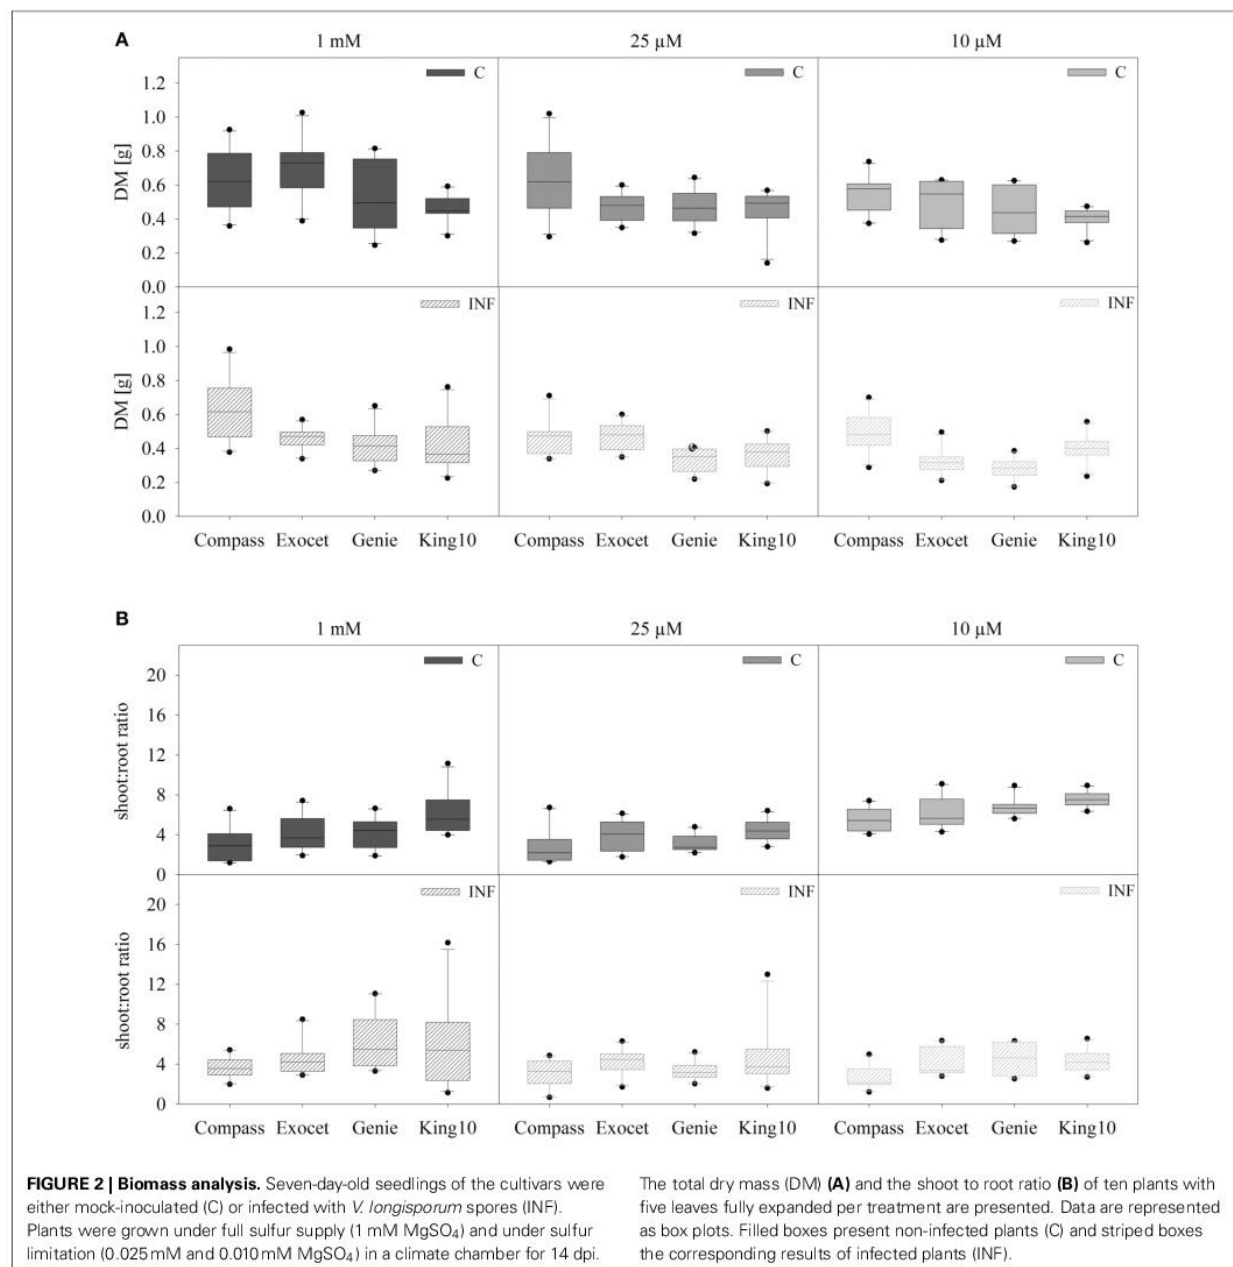 A
1 mM 25 µM 10 µM
C C C
1.2
1.0
0.8
0.6
0.4
0.2
0.0
DM [g]
INF INF INF
1.2
1.0
0.8
0.6
0.4
0.2
0.0
DM [g]
Compass Exocet Genie King10 Compass Exocet Genie King10 Compass Exocet Genie King10
B
1 mM 25 µM 10 µM
C C C
20
16
12
8
4
0
shoot:root ratio
INF INF INF
20
16
12
8
4
0
shoot:root ratio
Compass Exocet Genie King10 Compass Exocet Genie King10 Compass Exocet Genie King10
FIGURE 2 | Biomass analysis. Seven-day-old seedlings of the cultivars were
either mock-inoculated (C) or infected with V. longisporum spores (INF).
Plants were grown under full sulfur supply (1 mM MgSO₄) and under sulfur
limitation (0.025 mM and 0.010 mM MgSO₄) in a climate chamber for 14 dpi.
The total dry mass (DM) (A) and the shoot to root ratio (B) of ten plants with
five leaves fully expanded per treatment are presented. Data are represented
as box plots. Filled boxes present non-infected plants (C) and striped boxes
the corresponding results of infected plants (INF).